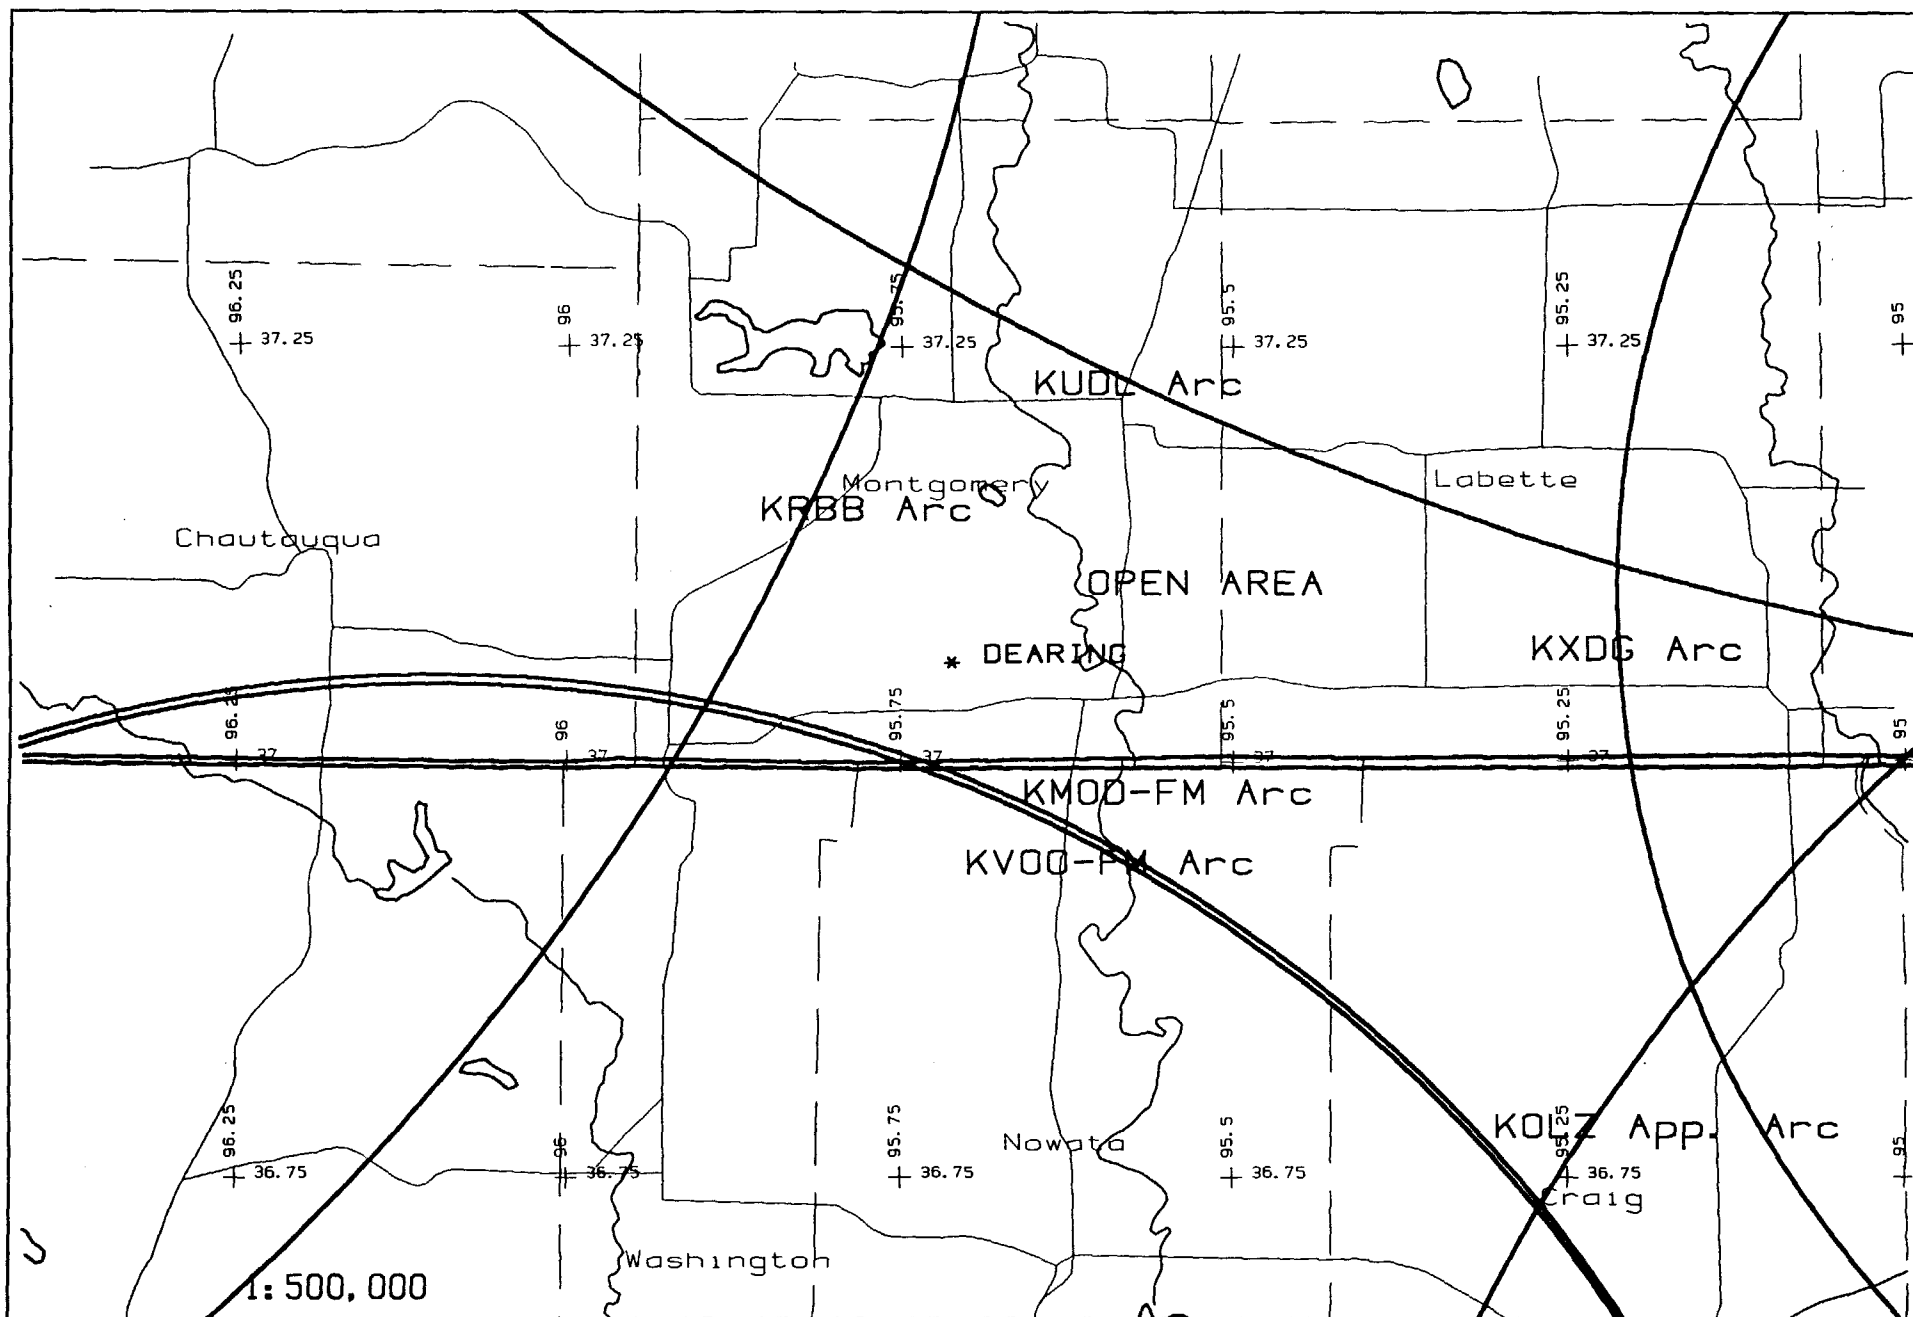 96.25
37.25
96
37.25
95.75
37.25
95.5
37.25
95.25
37.25
95
KUDL Arc
Montgomery
Labette
KRBB Arc
Chautauqua
OPEN AREA
KXDG Arc
* DEARING
96.25
37
96
37
95.75
37
95.5
37
95.25
37
95
KMOD-FM Arc
KVOO-FM Arc
KOLZ App. Arc
Nowata
96.25
36.75
96
36.75
95.75
36.75
95.5
36.75
95.25
36.75
95
Craig
Washington
1:500,000